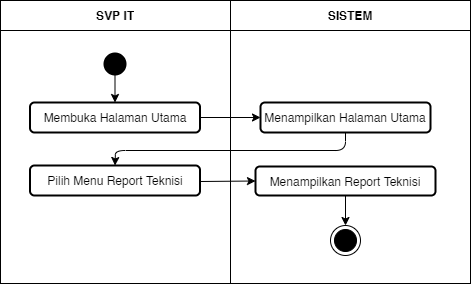 SVP IT
SISTEM
Membuka Halaman Utama
Menampilkan Halaman Utama
Pilih Menu Report Teknisi
Menampilkan Report Teknisi